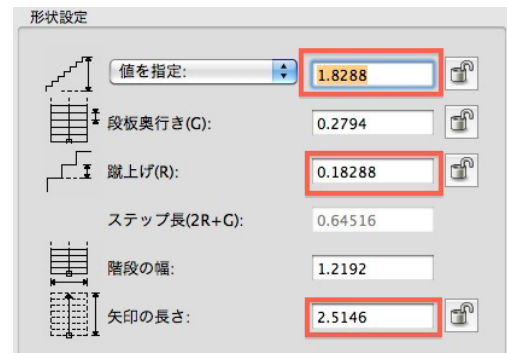 形状設定
値を指定: 1.8288
段板奥行き(G): 0.2794
蹴上げ(R): 0.18288
ステップ長(2R+G): 0.64516
階段の幅: 1.2192
矢印の長さ: 2.5146